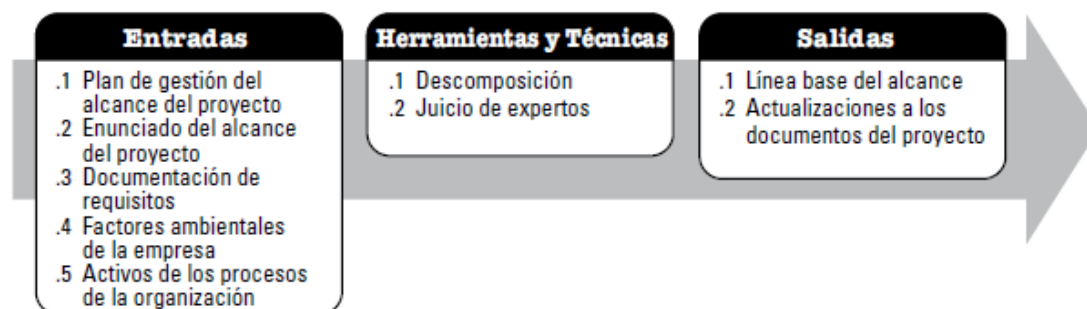 Entradas
.1 Plan de gestión del
alcance del proyecto
.2 Enunciado del alcance
del proyecto
.3 Documentación de
requisitos
.4 Factores ambientales
de la empresa
.5 Activos de los procesos
de la organización
Herramientas y Técnicas
.1 Descomposición
.2 Juicio de expertos
Salidas
.1 Línea base del alcance
.2 Actualizaciones a los
documentos del proyecto